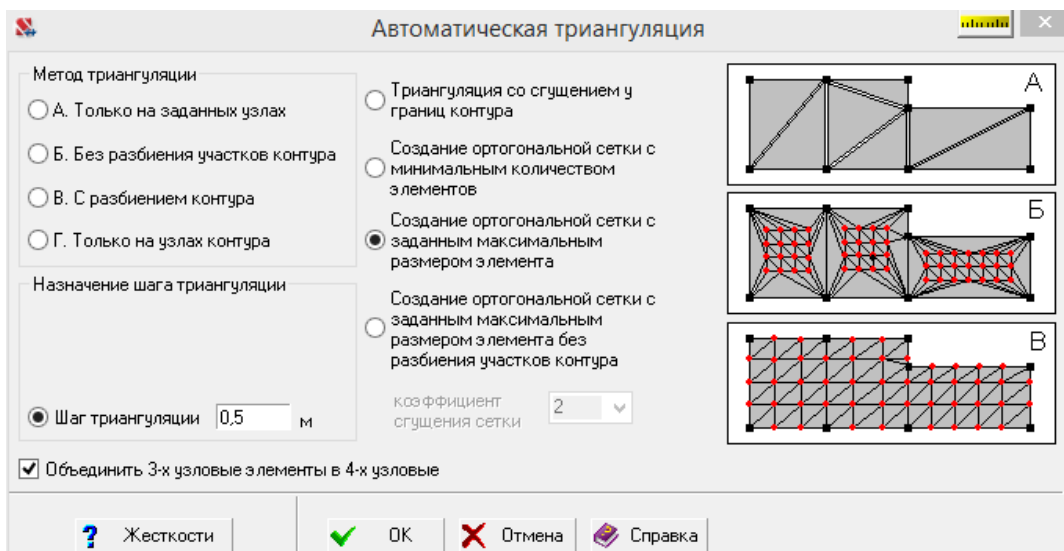 Автоматическая триангуляция
Метод триангуляции
А. Только на заданных узлах
Б. Без разбиения участков контура
В. С разбиением контура
Г. Только на узлах контура
Назначение шага триангуляции
Шаг триангуляции 0,5 м
Триангуляция со сгущением у
границ контура
Создание ортогональной сетки с
минимальным количеством
элементов
Создание ортогональной сетки с
заданным максимальным
размером элемента
Создание ортогональной сетки с
заданным максимальным
размером элемента без
разбиения участков контура
коэффициент
сгущения сетки
2
А
Б
В
Объединить 3-х узловые элементы в 4-х узловые
? Жесткости
OK
Отмена
Справка